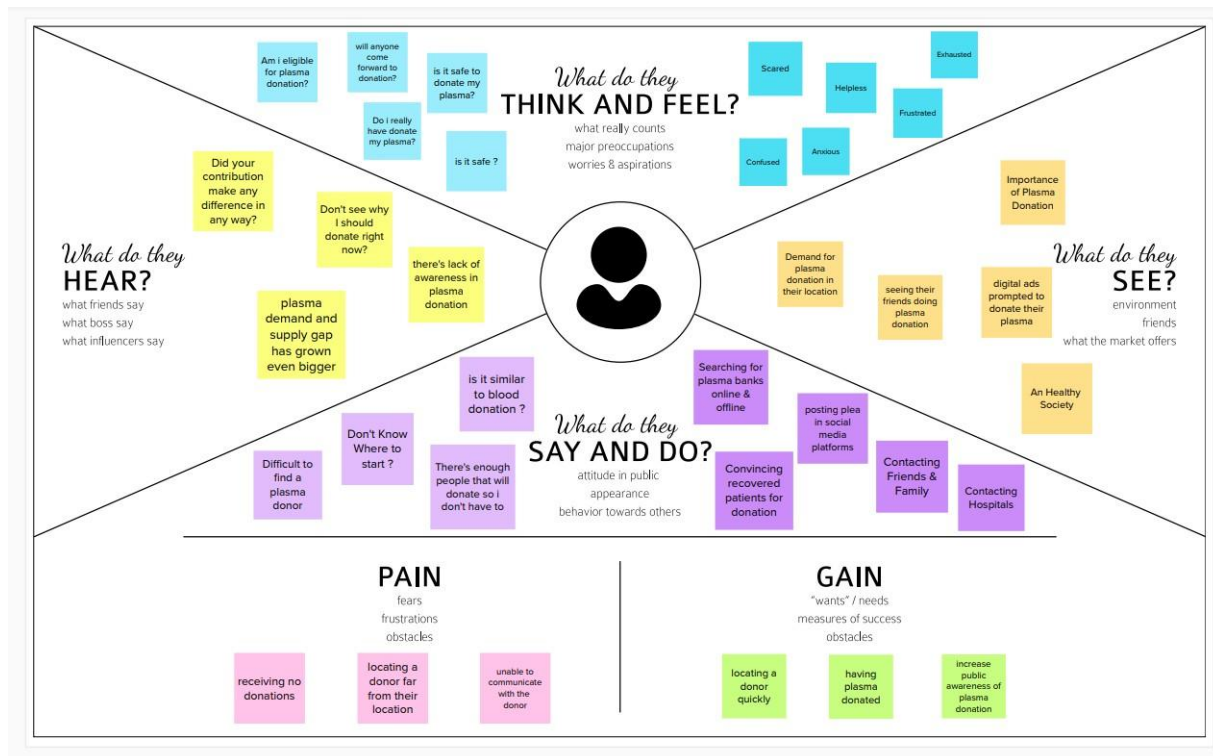 Am i eligible
for plasma
donation?
will anyone
come
forward to
donation?
is it safe to
donate my
plasma?
Do i really
have donate
my plasma?
is it safe ?
What do they
THINK AND FEEL?
what really counts
major preoccupations
worries & aspirations
Scared
Helpless
Exhausted
Frustrated
Anxious
Confused
Did your
contribution
make any
difference in
any way?
Don't see why
I should
donate right
now?
there's lack of
awareness in
plasma
donation
plasma
demand and
supply gap
has grown
even bigger
What do they
HEAR?
what friends say
what boss say
what influencers say
Importance
of Plasma
Donation
Demand for
plasma
donation in
their location
seeing their
friends doing
plasma
donation
digital ads
prompted to
donate their
plasma
An Healthy
Society
What do they
SEE?
environment
friends
what the market offers
is it similar
to blood
donation ?
Don't Know
Where to
start ?
Difficult to
find a
plasma
donor
There's enough
people that will
donate so i
don't have to
What do they
SAY AND DO?
attitude in public
appearance
behavior towards others
Searching for
plasma banks
online &
offline
posting plea
in social
media
platforms
Convincing
recovered
patients for
donation
Contacting
Friends &
Family
Contacting
Hospitals
PAIN
fears
frustrations
obstacles
receiving no
donations
locating a
donor far
from their
location
unable to
communicate
with the
donor
GAIN
"wants" / needs
measures of success
obstacles
locating a
donor
quickly
having
plasma
donated
increase
public
awareness of
plasma
donation